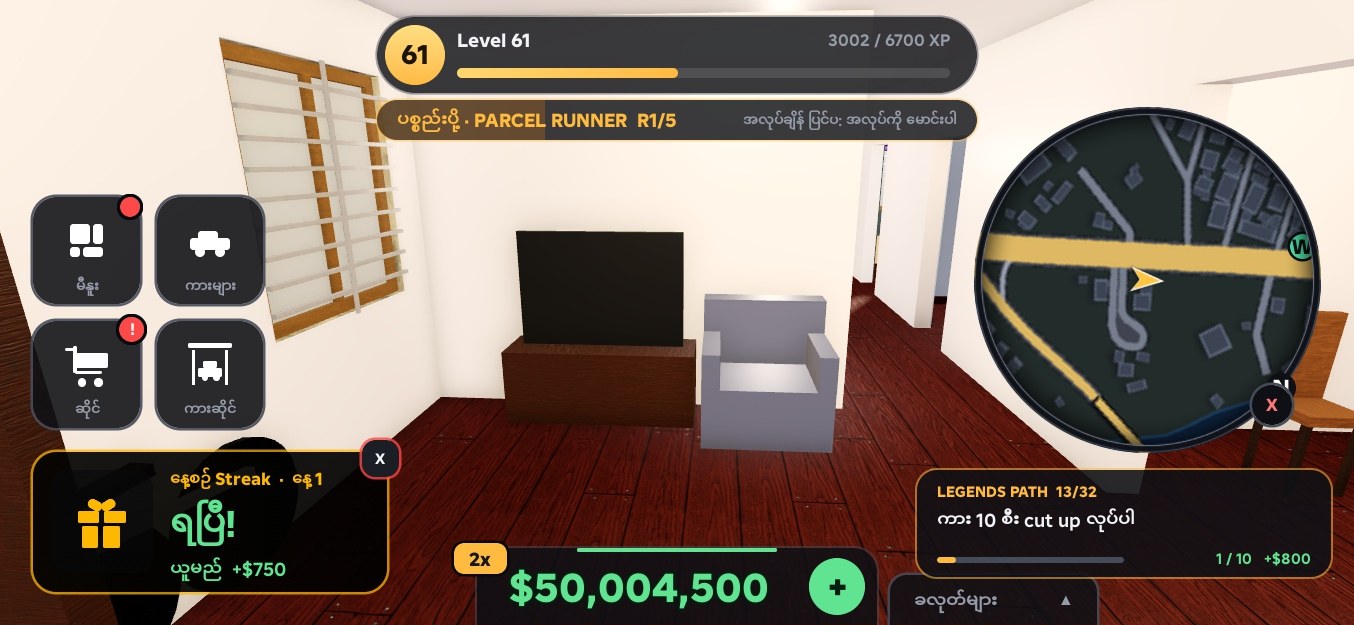 61
Level 61
3002 / 6700 XP
ပစ္စည်းပို့ · PARCEL RUNNER R1/5
အလုပ်ချိန် ပြင်ပ; အလုပ်ကို မောင်းပါ
မီနူး
ကားများ
!
ဆိုင်
ကားဆိုင်
W
N
X
X
နေ့စဉ် Streak · နေ့ 1
ရပြီ!
ယူမည် +$750
LEGENDS PATH 13/32
ကား 10 စီး cut up လုပ်ပါ
1 / 10 +$800
2x
$50,004,500
+
ခလုတ်များ ▲